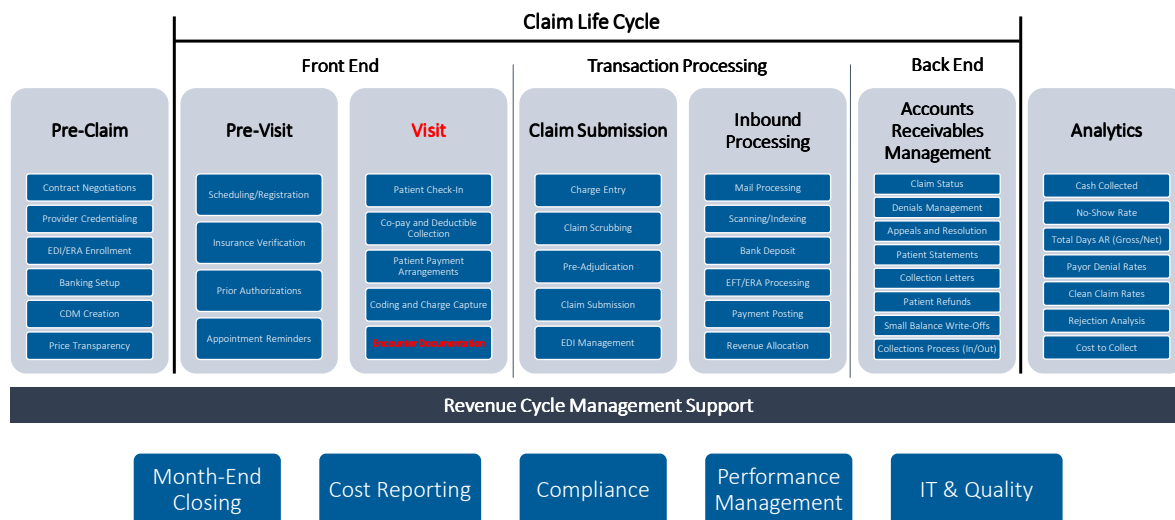 Claim Life Cycle
Front End
Transaction Processing
Back End
Pre-Claim
Contract Negotiations
Provider Credentialing
EDI/ERA Enrollment
Banking Setup
CDM Creation
Price Transparency
Pre-Visit
Scheduling/Registration
Insurance Verification
Prior Authorizations
Appointment Reminders
Visit
Patient Check-In
Co-pay and Deductible
Collection
Patient Payment
Arrangements
Coding and Charge Capture
Encounter Documentation
Claim Submission
Charge Entry
Claim Scrubbing
Pre-Adjudication
Claim Submission
EDI Management
Inbound
Processing
Mail Processing
Scanning/Indexing
Bank Deposit
EFT/ERA Processing
Payment Posting
Revenue Allocation
Accounts
Receivables
Management
Claim Status
Denials Management
Appeals and Resolution
Patient Statements
Collection Letters
Patient Refunds
Small Balance Write-Offs
Collections Process (In/Out)
Analytics
Cash Collected
No-Show Rate
Total Days AR (Gross/Net)
Payor Denial Rates
Clean Claim Rates
Rejection Analysis
Cost to Collect
Revenue Cycle Management Support
Month-End
Closing
Cost Reporting
Compliance
Performance
Management
IT & Quality